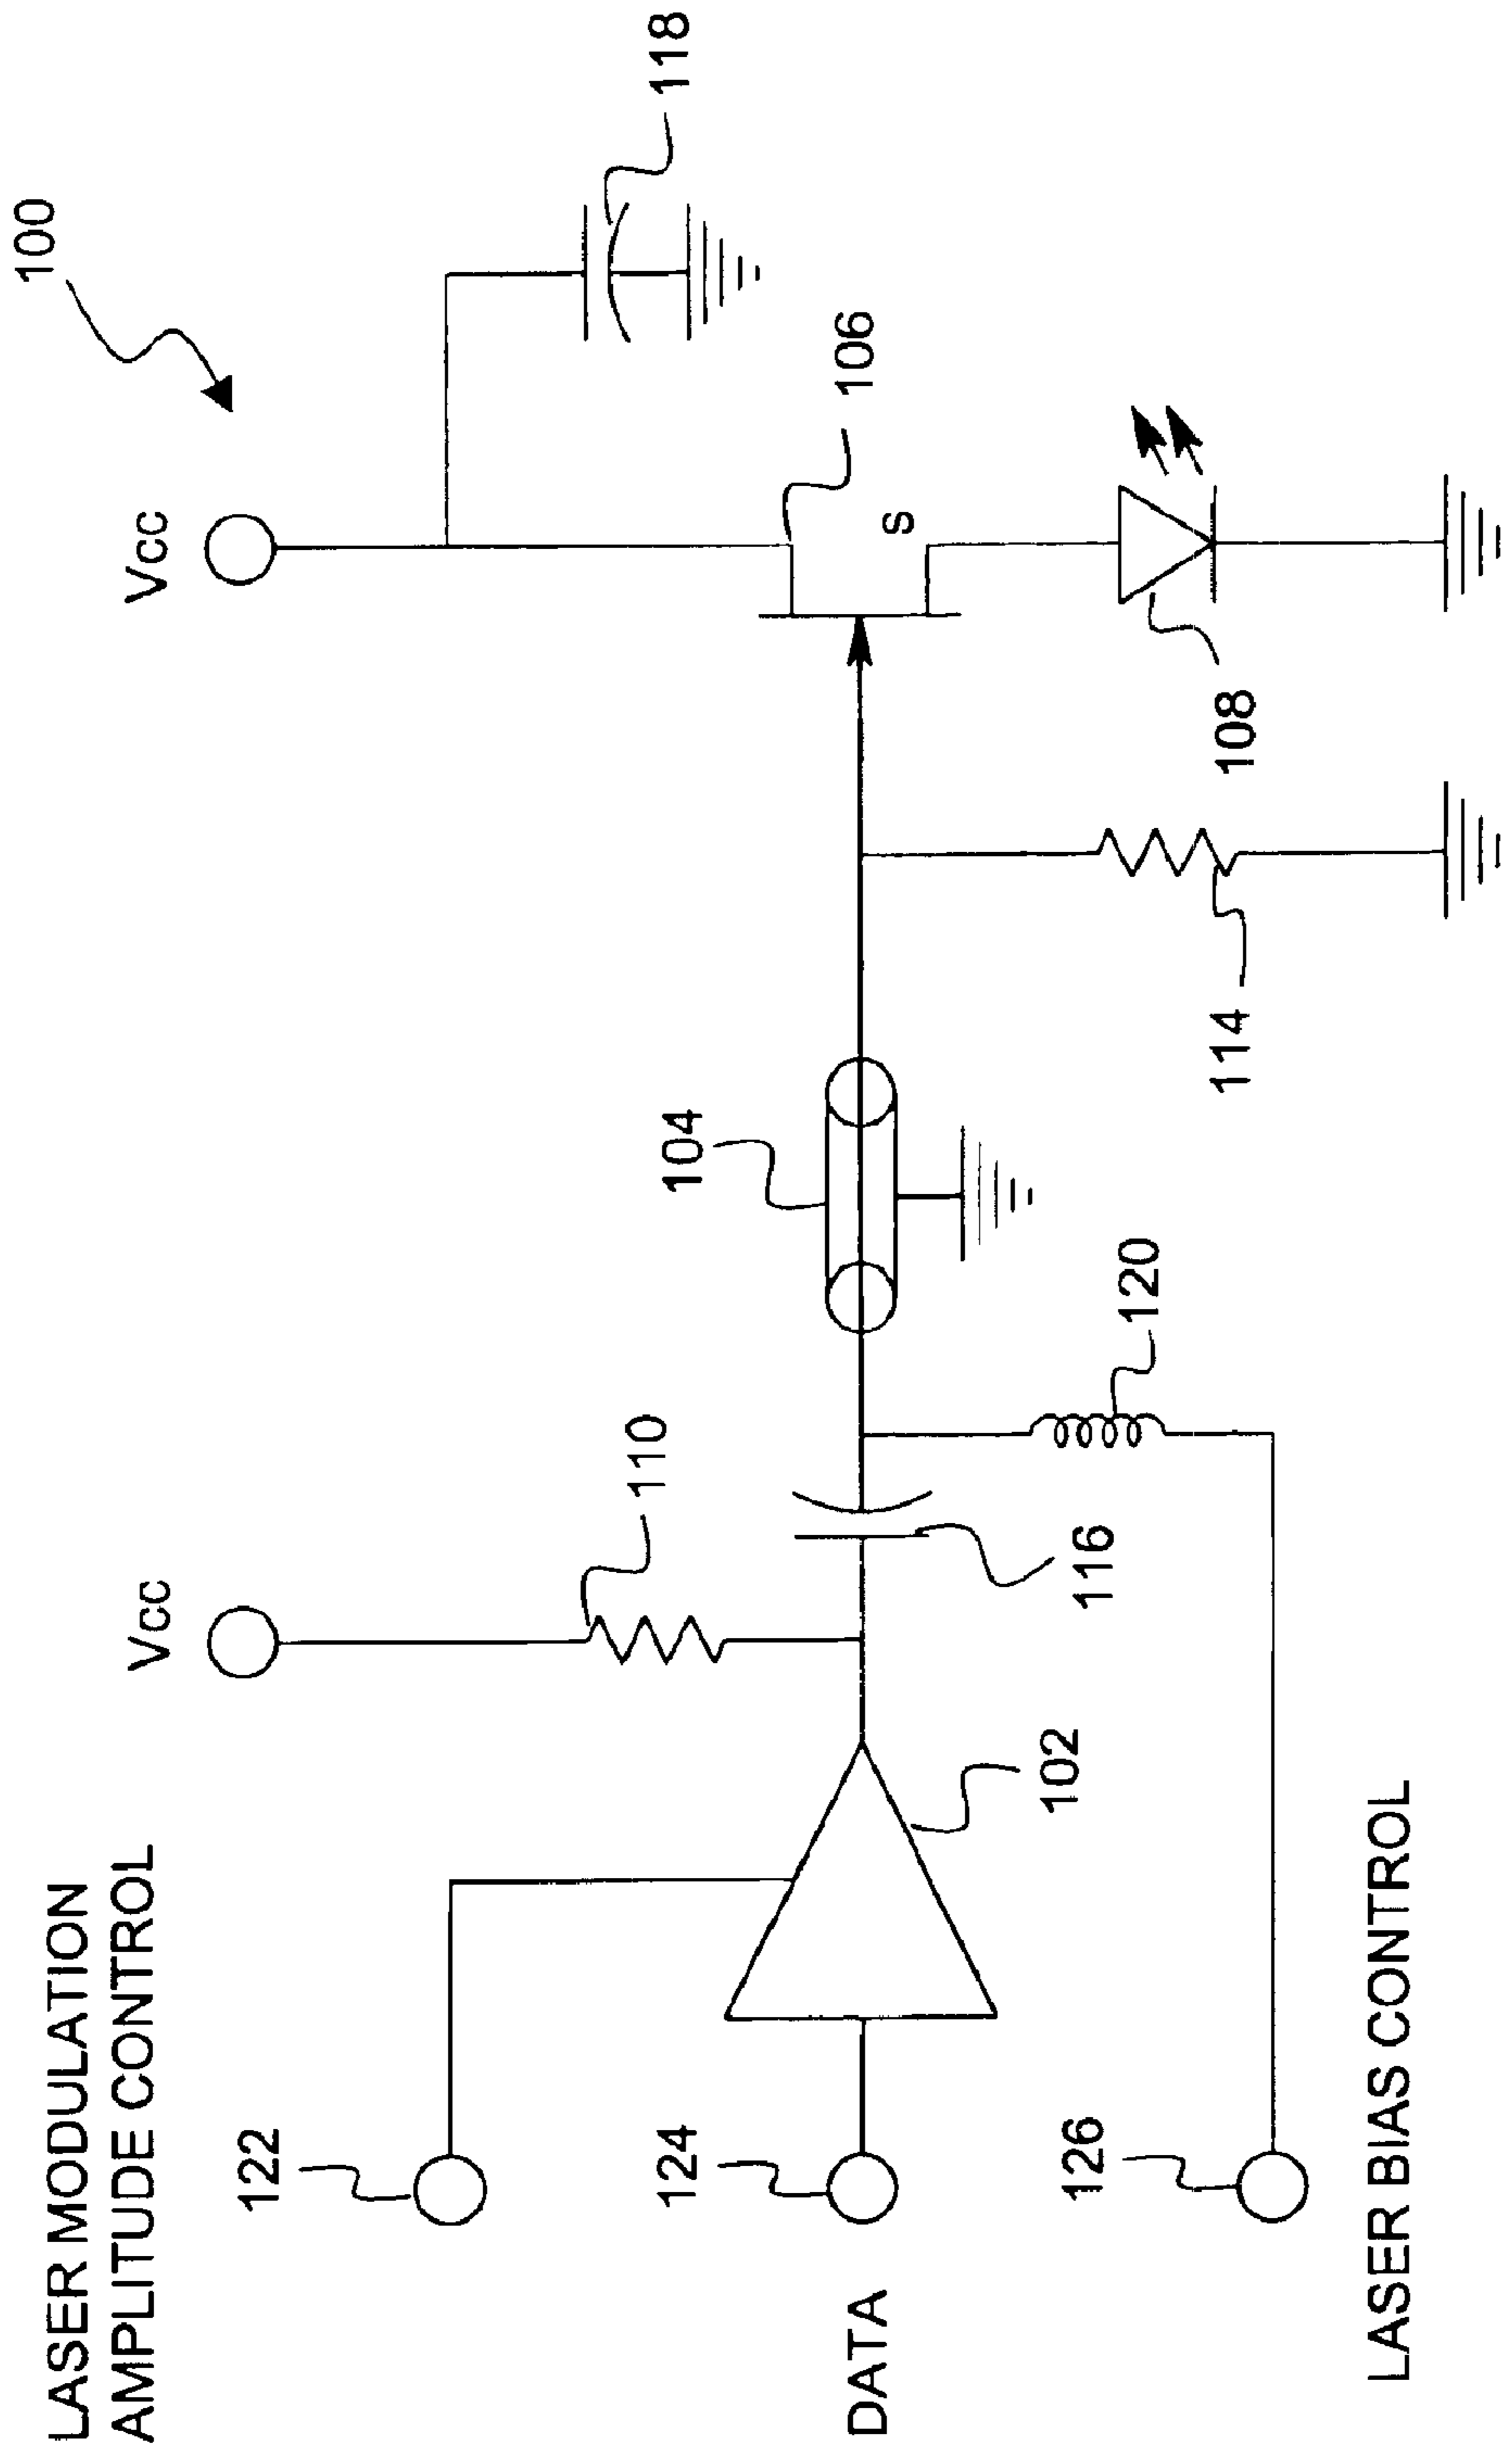 100
LASER MODULATION
AMPLITUDE CONTROL
Vcc
Vcc
118
122
110
104
106
s
124
DATA
102
116
120
114
108
126
LASER BIAS CONTROL